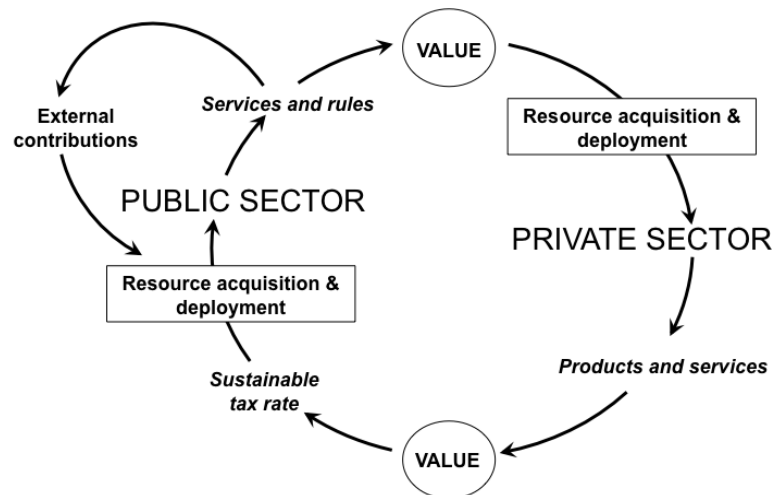 VALUE
Services and rules
External
contributions
Resource acquisition &
deployment
PUBLIC SECTOR
PRIVATE SECTOR
Resource acquisition &
deployment
Products and services
Sustainable
tax rate
VALUE